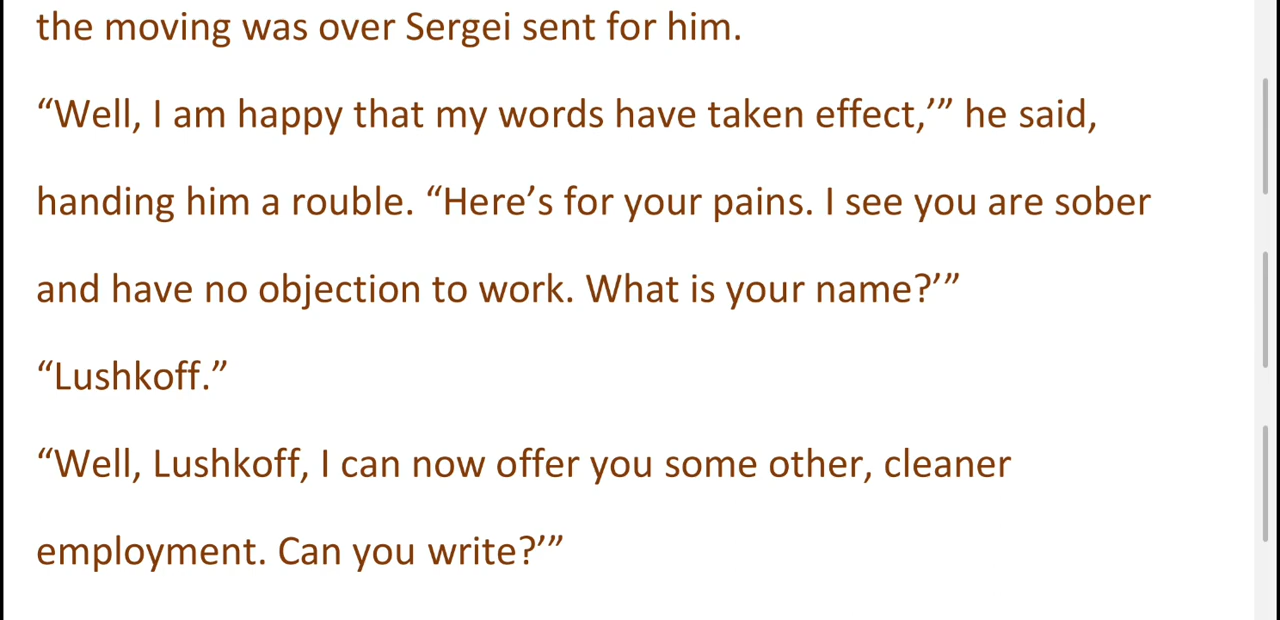 the moving was over Sergei sent for him.
“Well, I am happy that my words have taken effect,’” he said,
handing him a rouble. “Here’s for your pains. I see you are sober
and have no objection to work. What is your name?’”
“Lushkoff.”
“Well, Lushkoff, I can now offer you some other, cleaner
employment. Can you write?’”